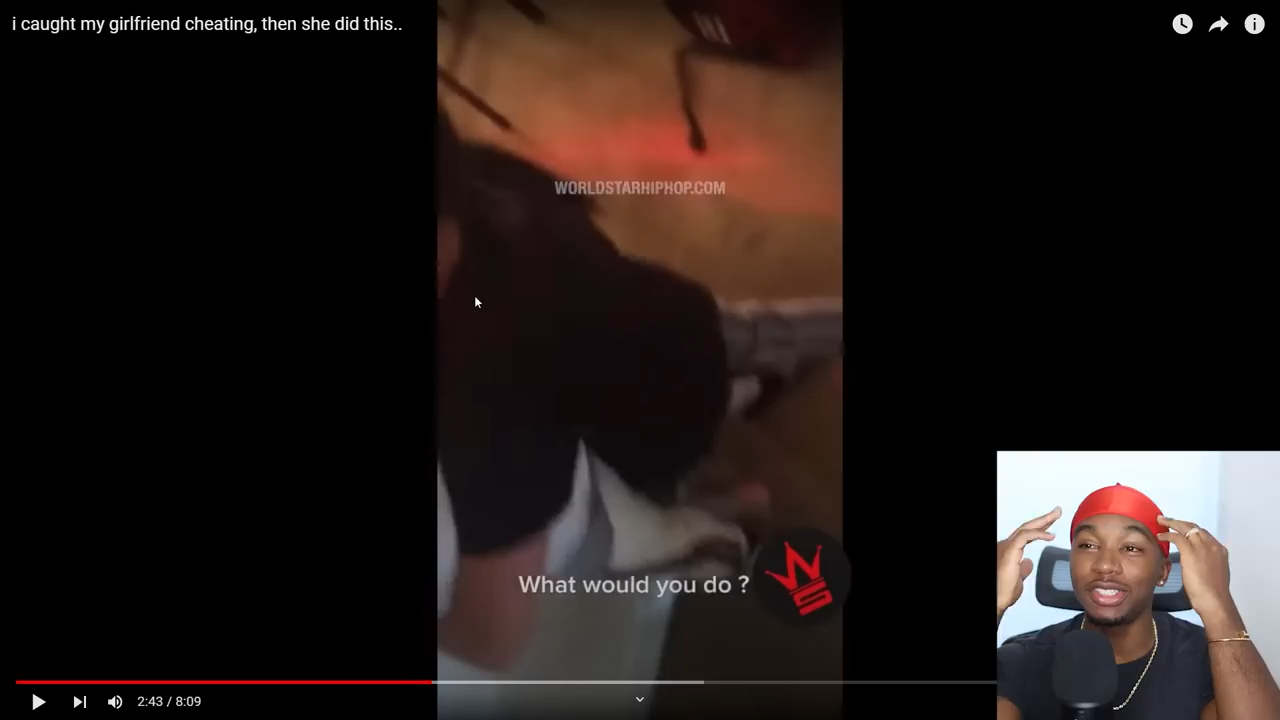 i caught my girlfriend cheating, then she did this..
WORLDSTARHIPHOP.COM
What would you do ?
2:43 / 8:09